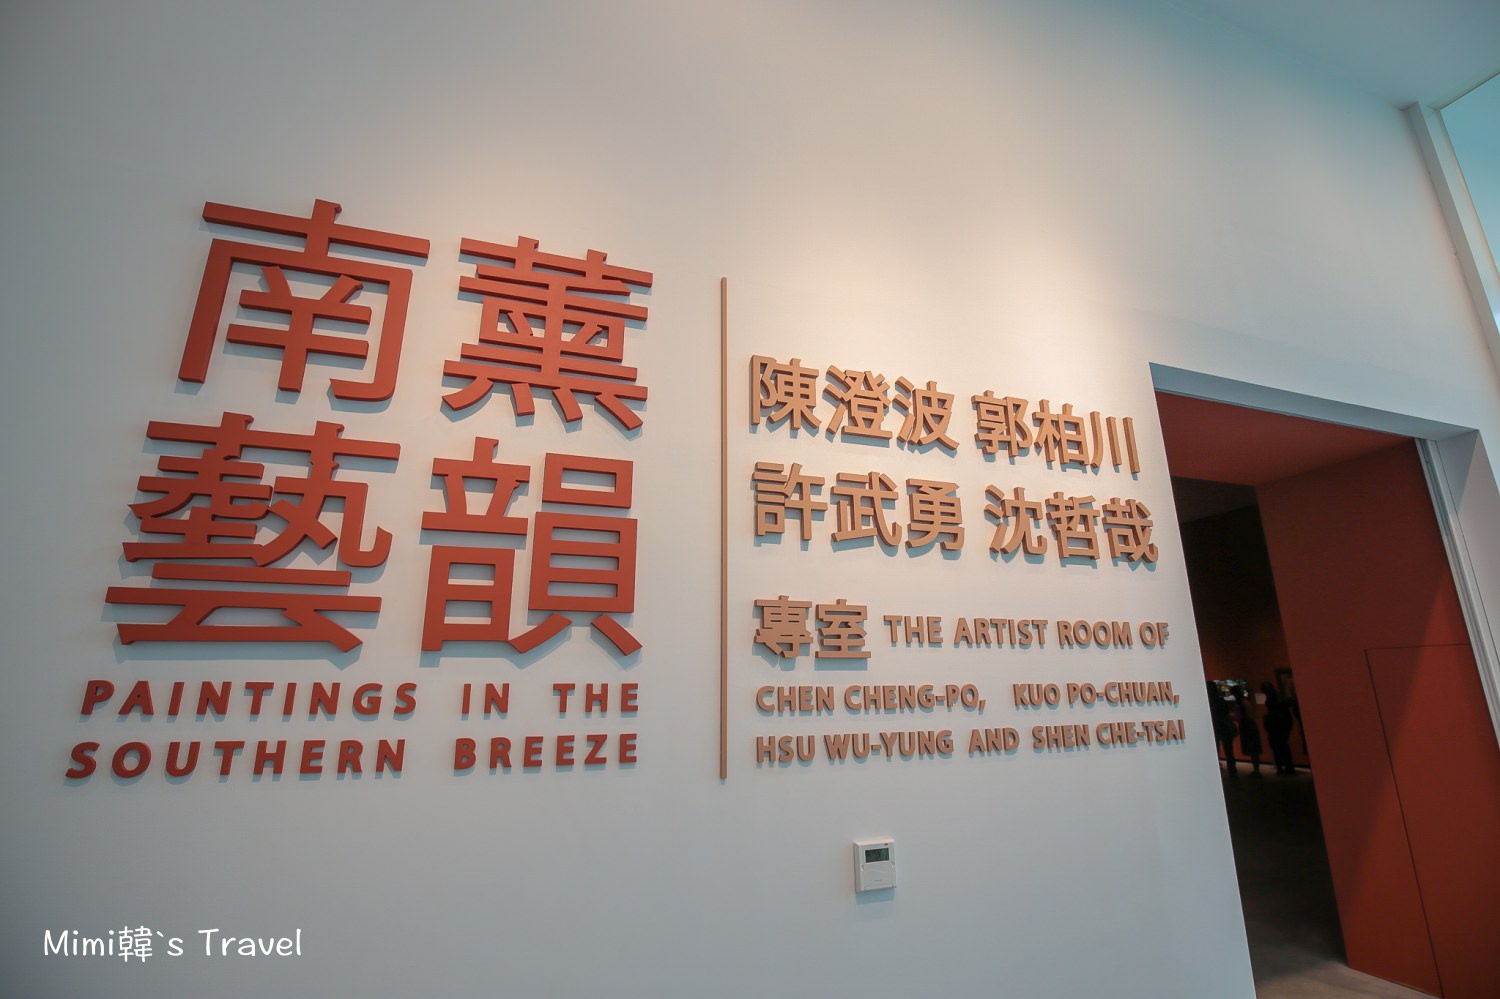 南薰
藝韻
PAINTINGS IN THE
SOUTHERN BREEZE
陳澄波 郭柏川
許武勇 沈哲哉
專室 THE ARTIST ROOM OF
CHEN CHENG-PO, KUO PO-CHUAN,
HSU WU-YUNG AND SHEN CHE-TSAI
Mimi韓`s Travel